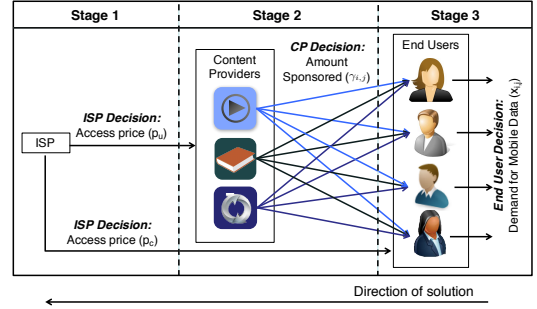 Stage 1
Stage 2
Stage 3
CP Decision:
Amount
Sponsored (γi,j)
Content
Providers
End Users
ISP Decision:
Access price (pu)
ISP
ISP Decision:
Access price (pc)
End User Decision:
Demand for Mobile Data (xi,j)
Direction of solution